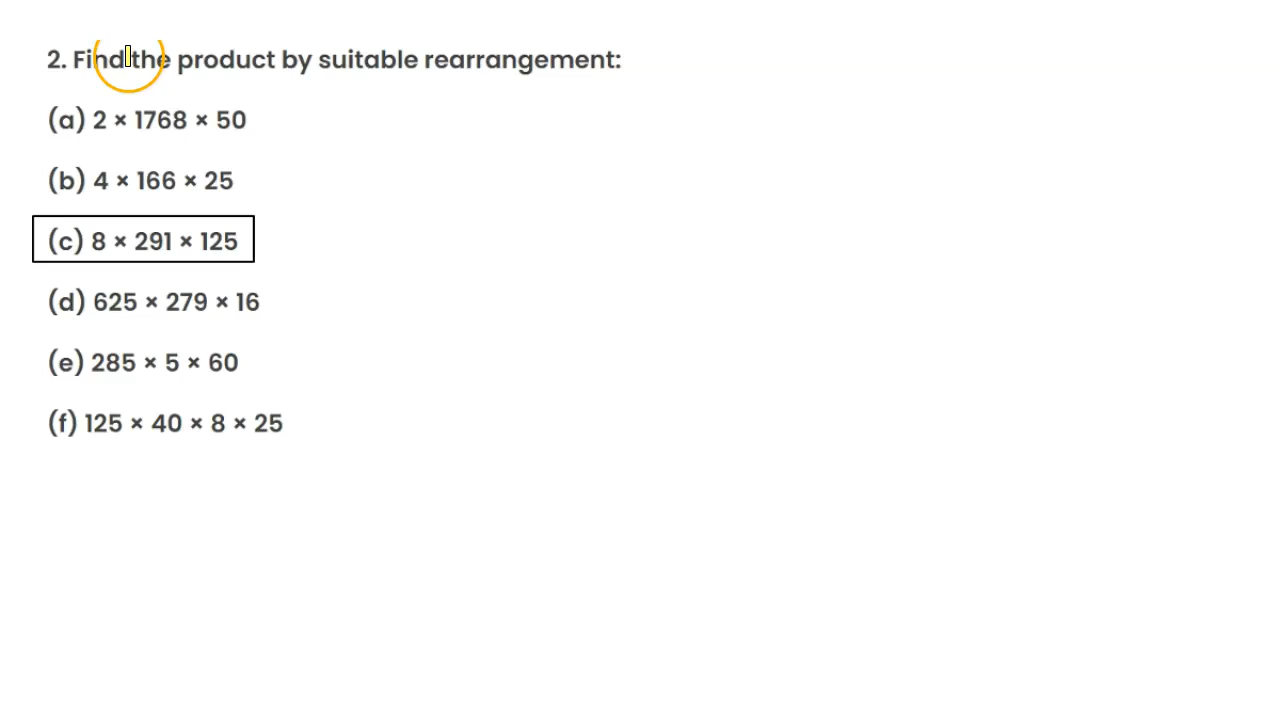 2. Find the product by suitable rearrangement:
(a) 2 × 1768 × 50
(b) 4 × 166 × 25
(c) 8 × 291 × 125
(d) 625 × 279 × 16
(e) 285 × 5 × 60
(f) 125 × 40 × 8 × 25